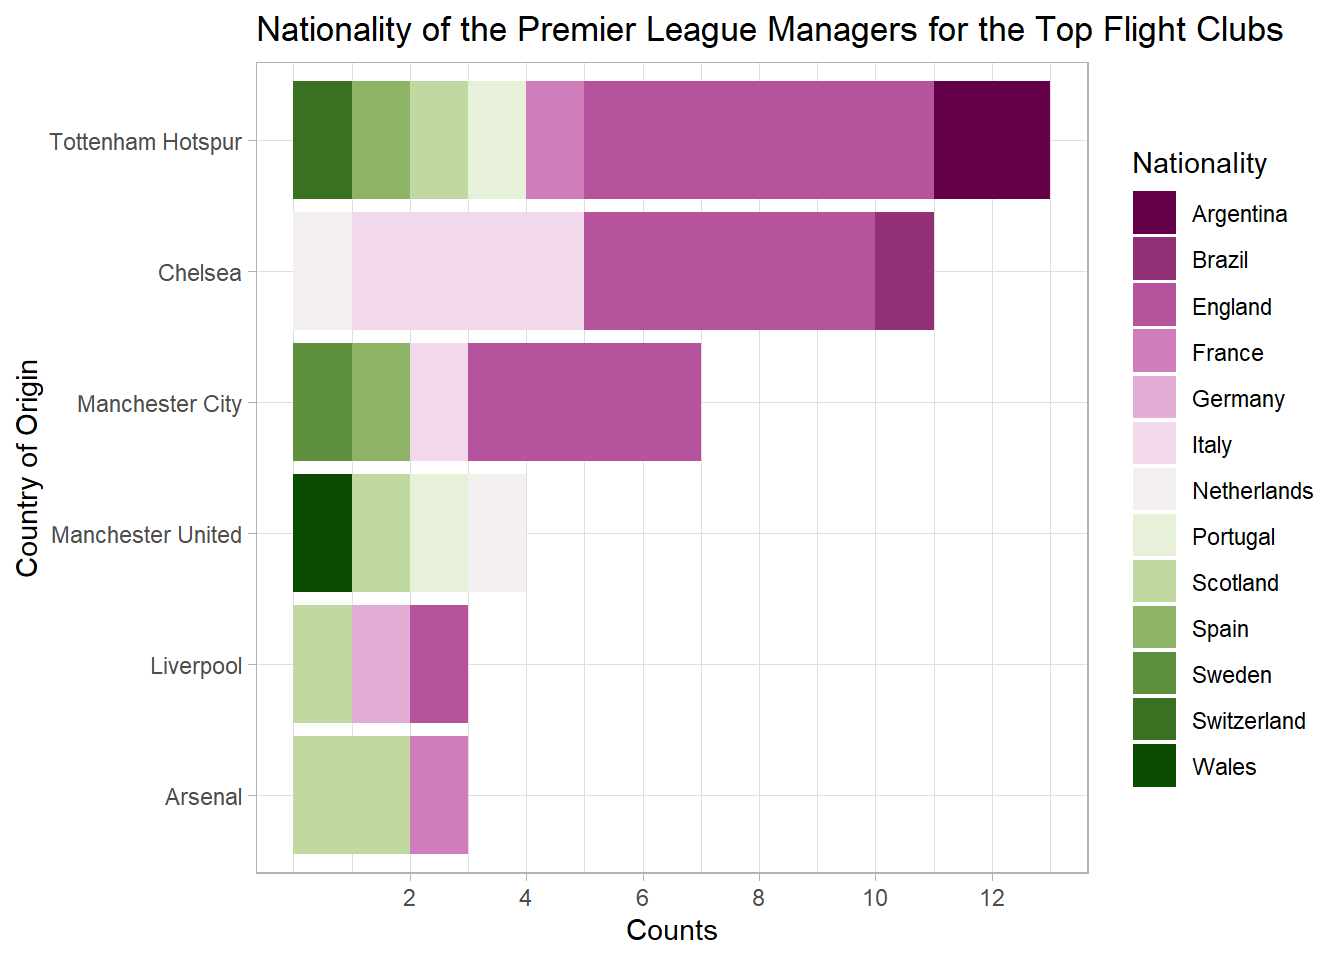 Nationality of the Premier League Managers for the Top Flight Clubs
Country of Origin
Tottenham Hotspur
Chelsea
Manchester City
Manchester United
Liverpool
Arsenal
2 4 6 8 10 12
Counts
Nationality
Argentina
Brazil
England
France
Germany
Italy
Netherlands
Portugal
Scotland
Spain
Sweden
Switzerland
Wales